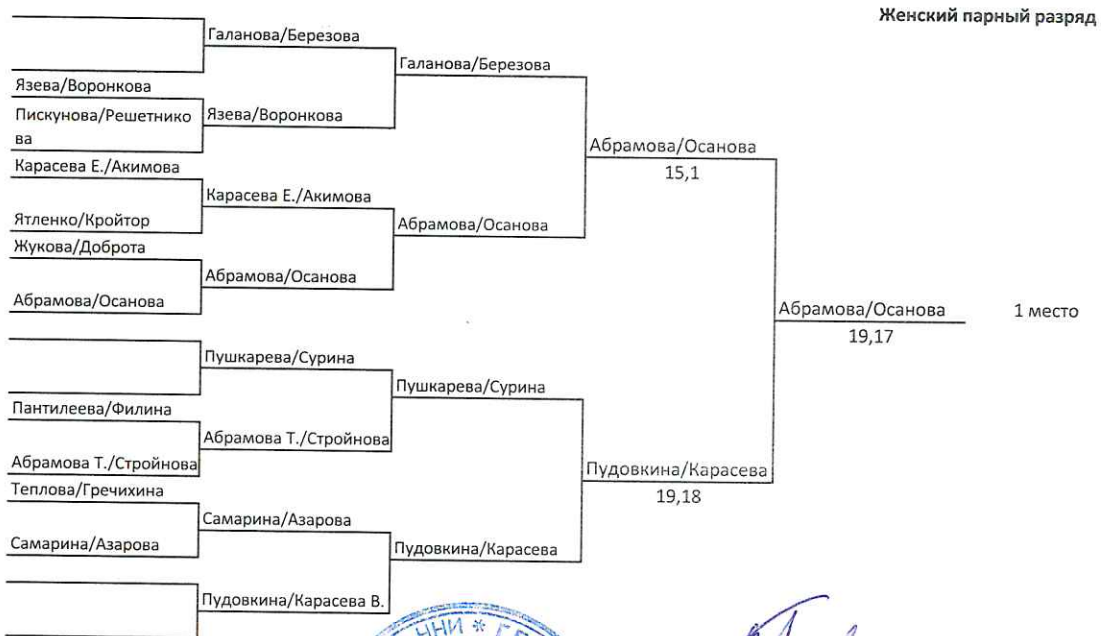 Женский парный разряд
Галанова/Березова
Галанова/Березова
Язева/Воронкова
Пискунова/Решетнико
ва
Язева/Воронкова
Абрамова/Осанова
15,1
Карасева Е./Акимова
Карасева Е./Акимова
Ятленко/Кройтор
Абрамова/Осанова
Жукова/Доброта
Абрамова/Осанова
Абрамова/Осанова
Абрамова/Осанова
1 место
19,17
Пушкарева/Сурина
Пушкарева/Сурина
Пантилеева/Филина
Абрамова Т./Стройнова
Абрамова Т./Стройнова
Пудовкина/Карасева
19,18
Теплова/Гречихина
Самарина/Азарова
Самарина/Азарова
Пудовкина/Карасева
Пудовкина/Карасева В.